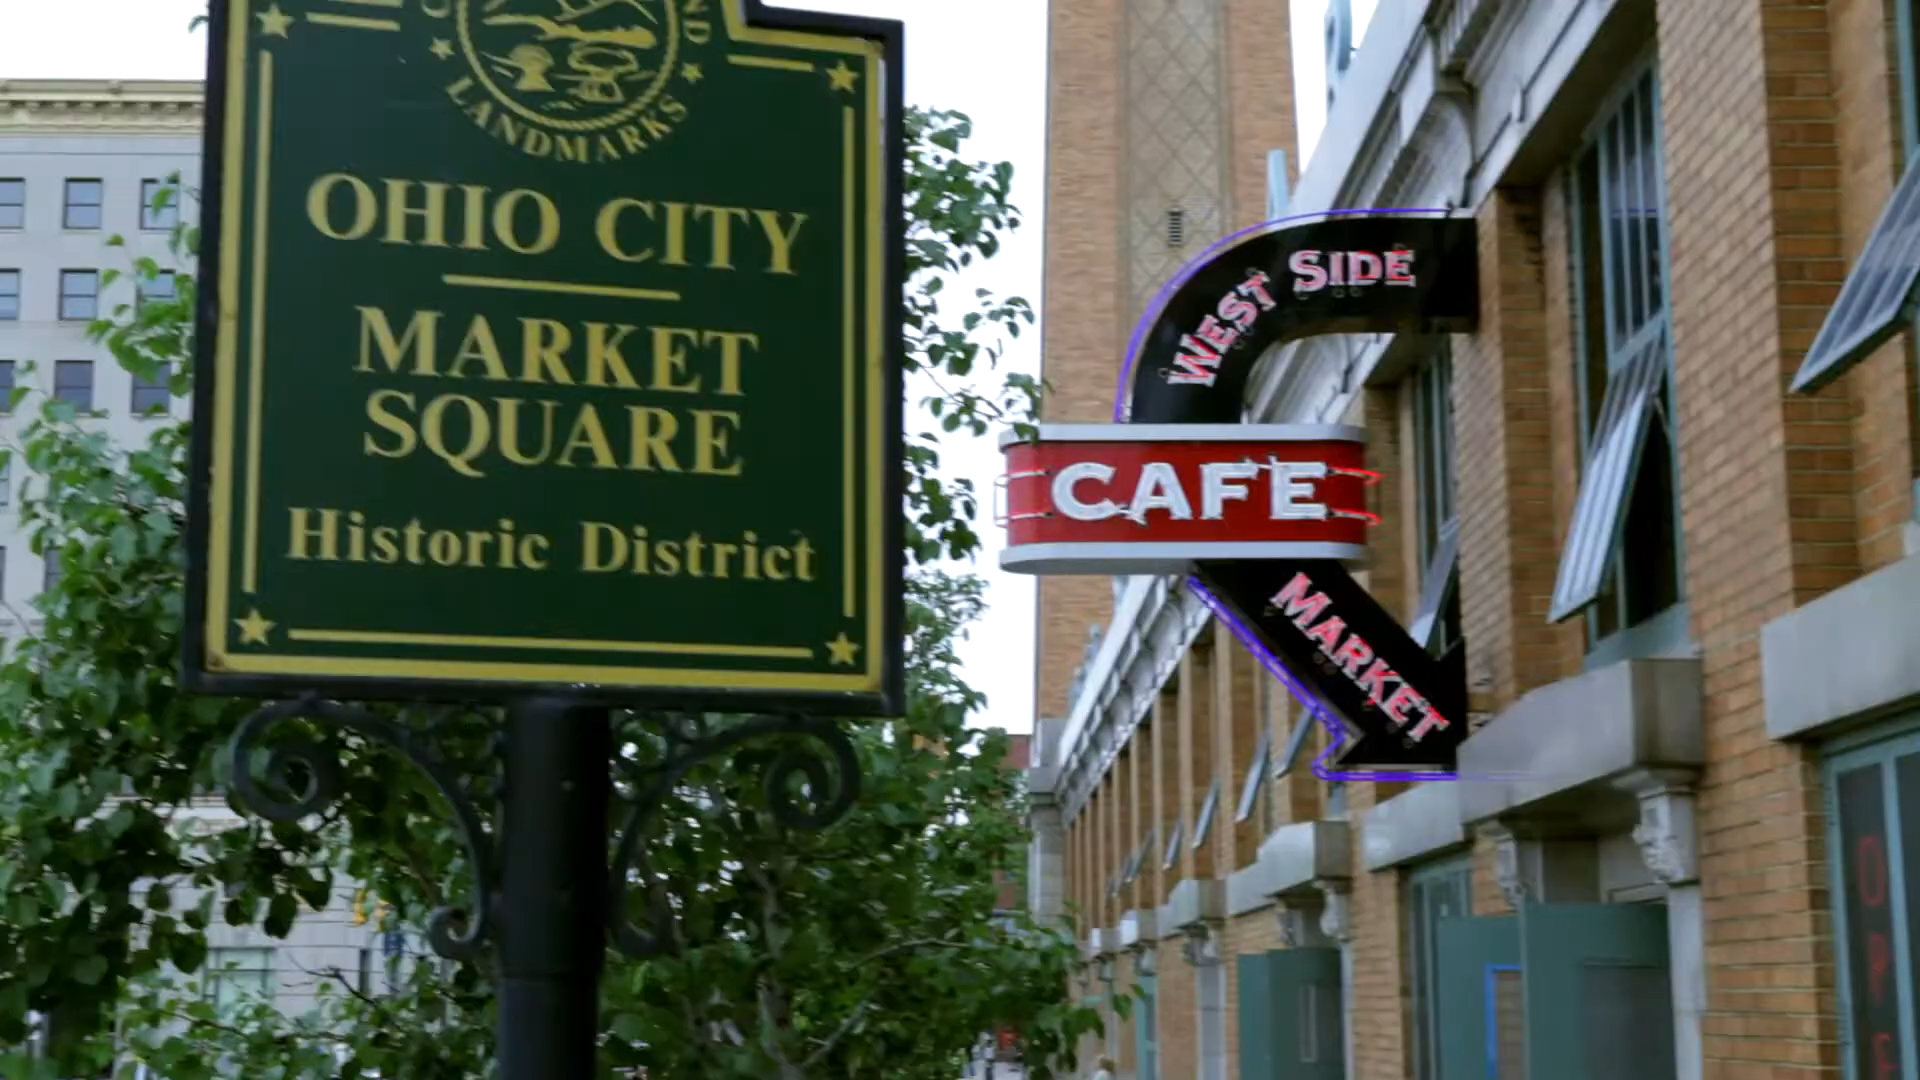 LANDMARKS
OHIO CITY
MARKET
SQUARE
Historic District
WEST SIDE
CAFE
MARKET